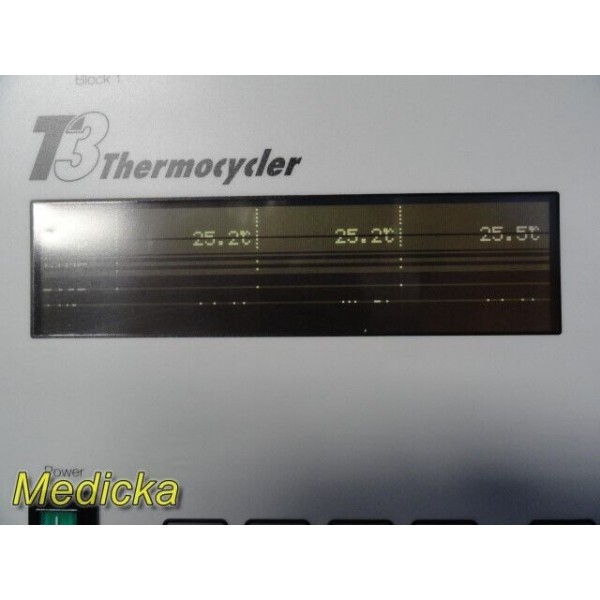 Block 1
T3 Thermocycler
25.2℃ 25.2℃ 25.5℃
Power
Medicka